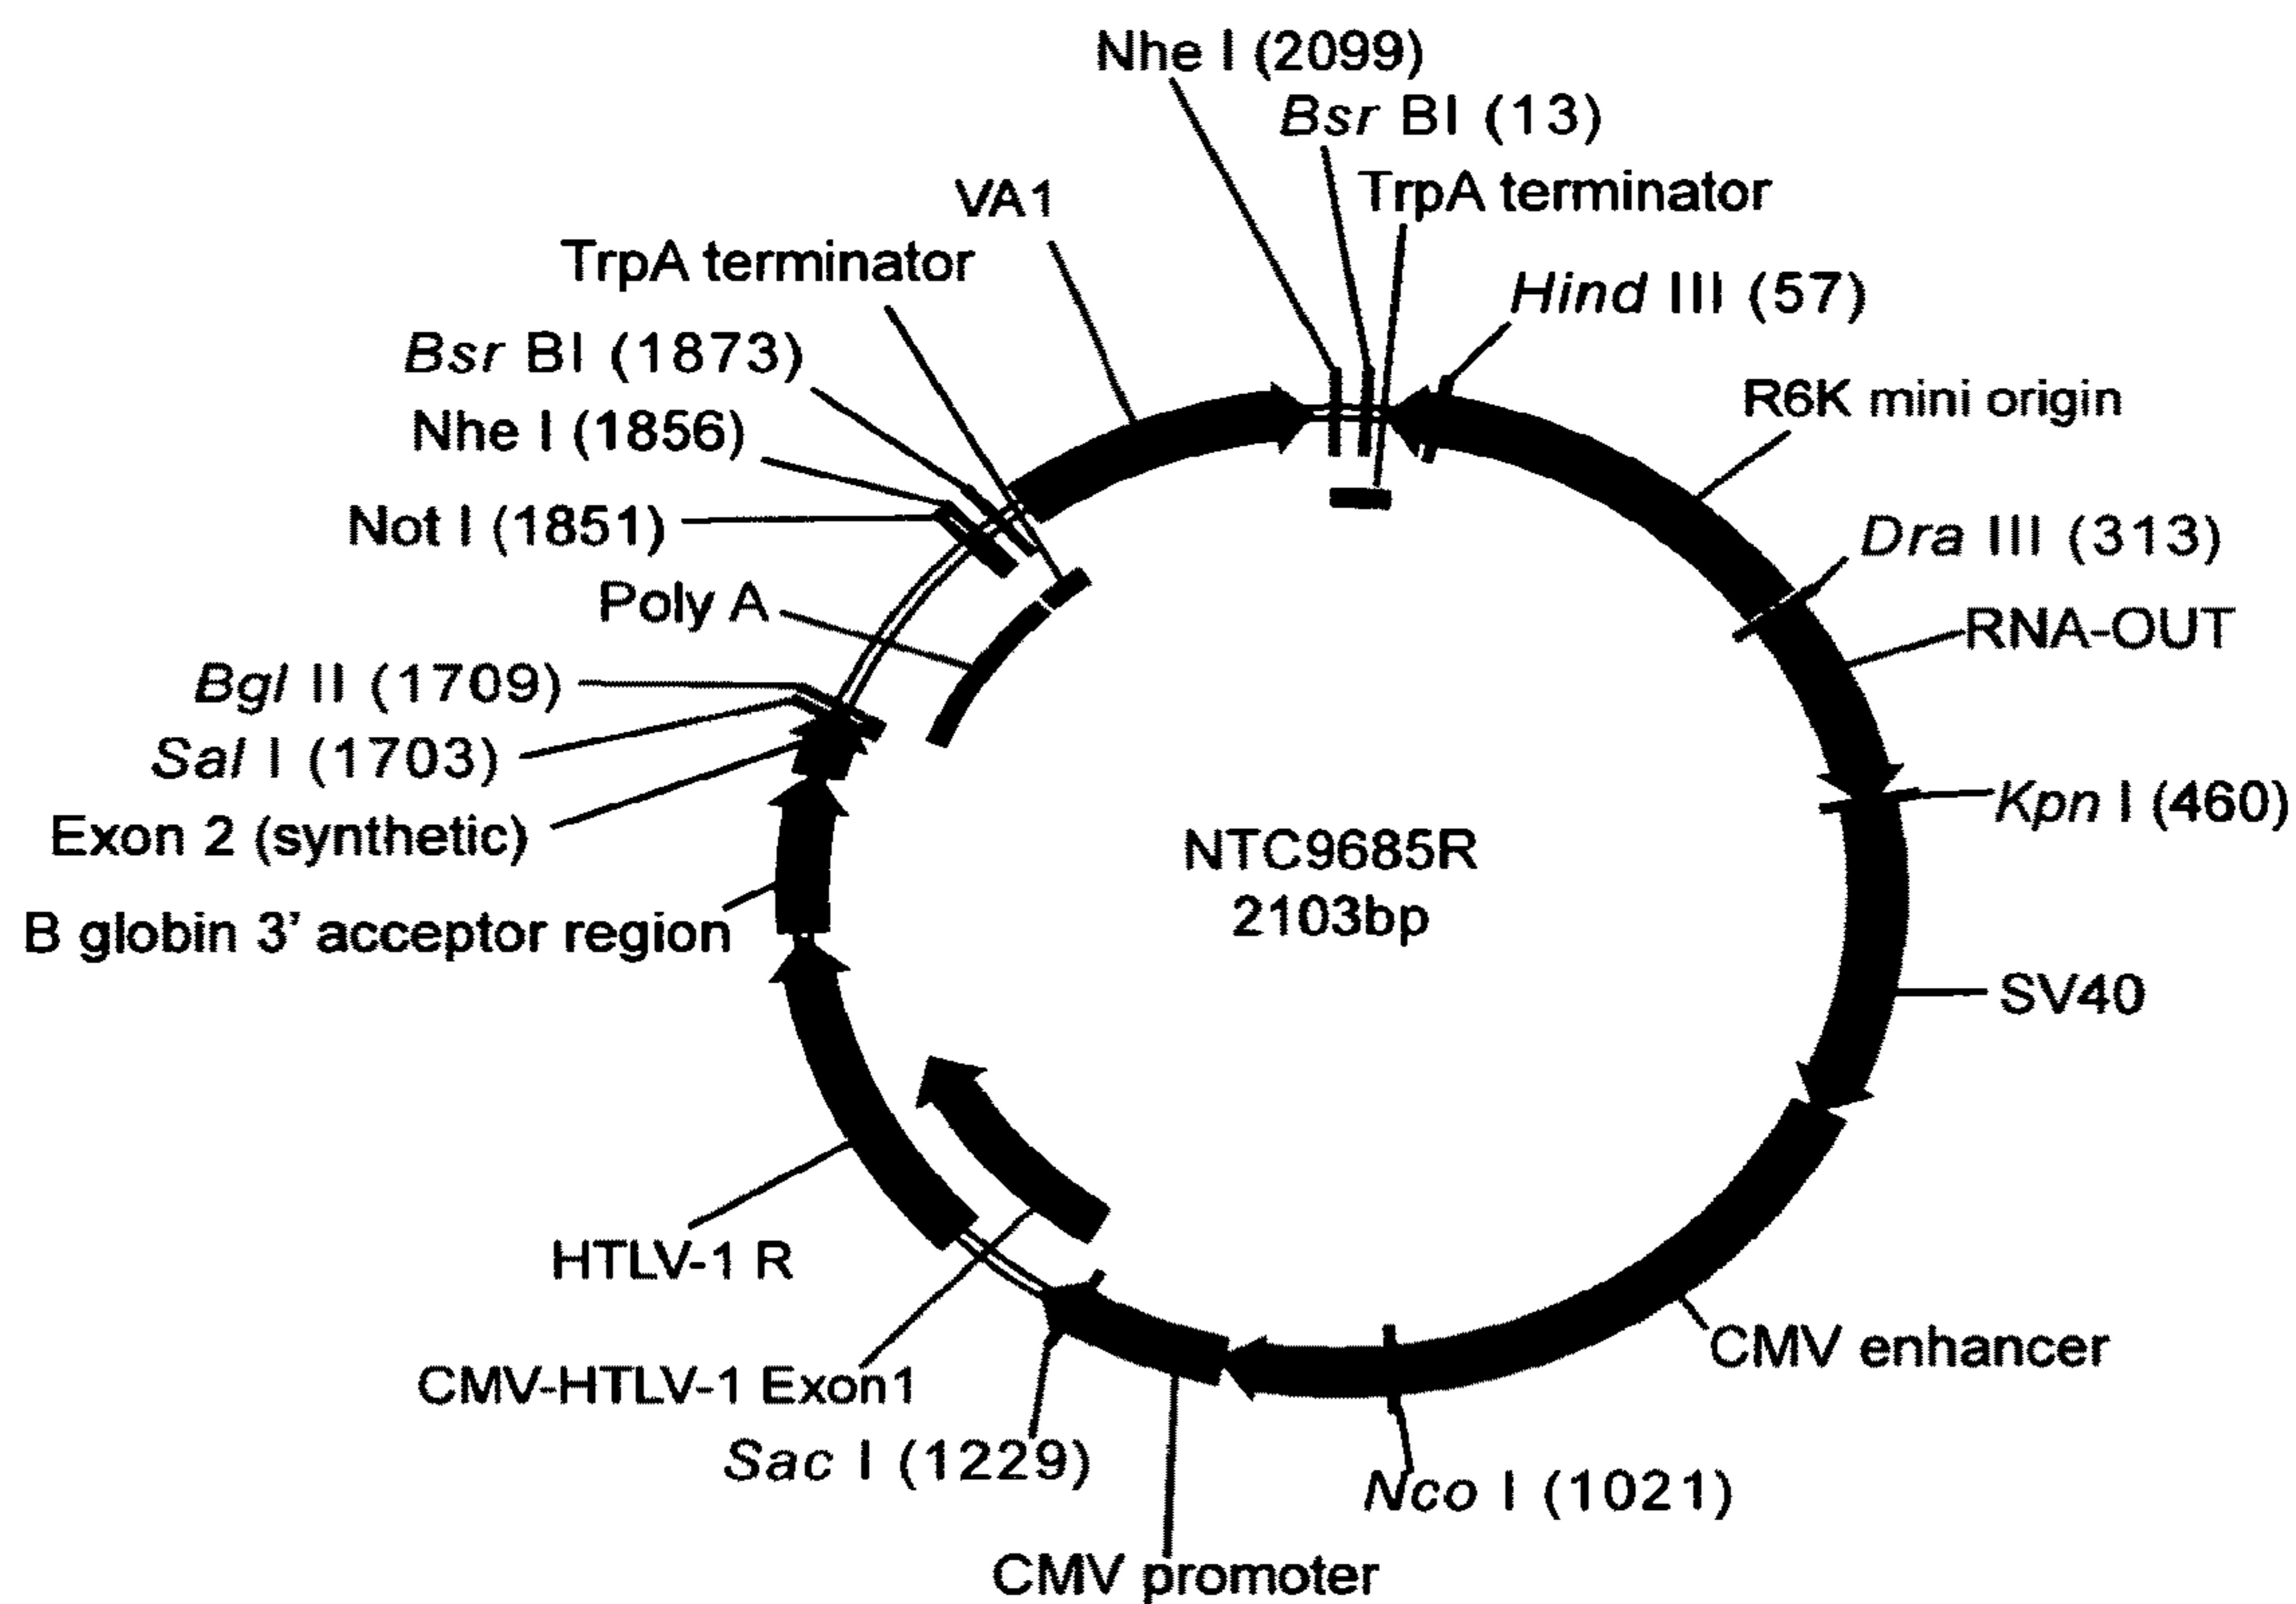 Nhe I (2099)
Bsr BI (13)
TrpA terminator
VA1
TrpA terminator
Hind III (57)
Bsr BI (1873)
R6K mini origin
Nhe I (1856)
Not I (1851)
Dra III (313)
Poly A
RNA-OUT
Bgl II (1709)
Sal I (1703)
Kpn I (460)
Exon 2 (synthetic)
NTC9685R
2103bp
B globin 3’ acceptor region
SV40
HTLV-1 R
CMV enhancer
CMV-HTLV-1 Exon1
Sac I (1229)
Nco I (1021)
CMV promoter